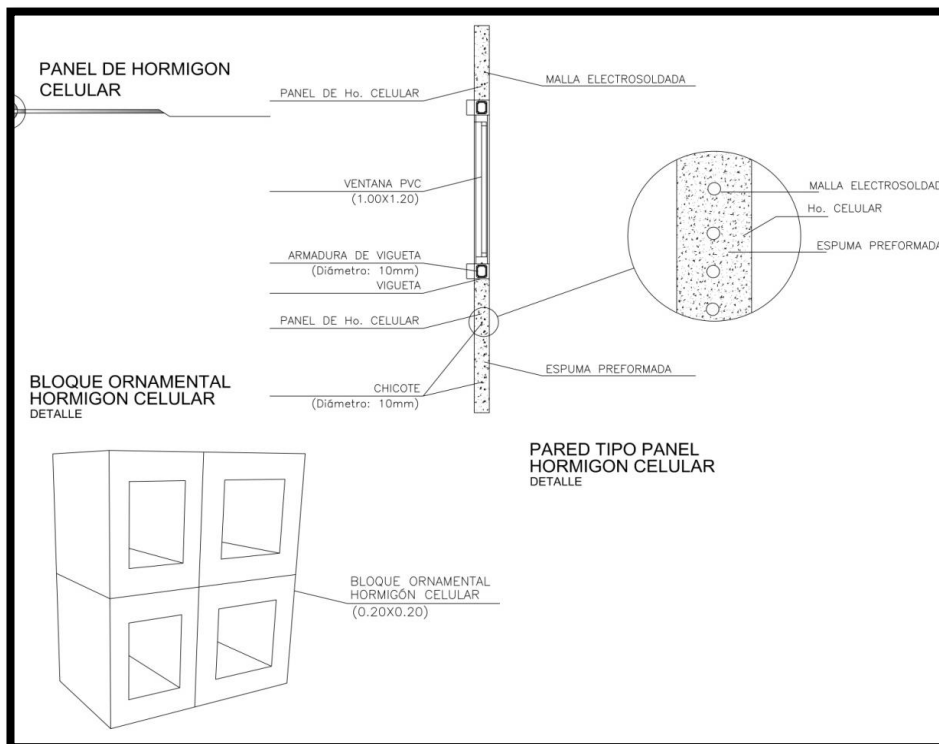 PANEL DE HORMIGON
CELULAR
PANEL DE Ho. CELULAR
MALLA ELECTROSOLDADA
VENTANA PVC
(1.00X1.20)
ARMADURA DE VIGUETA
(Diámetro: 10mm)
VIGUETA
PANEL DE Ho. CELULAR
CHICOTE
(Diámetro: 10mm)
ESPUMA PREFORMADA
MALLA ELECTROSOLDAD
Ho. CELULAR
ESPUMA PREFORMADA
BLOQUE ORNAMENTAL
HORMIGON CELULAR
DETALLE
PARED TIPO PANEL
HORMIGON CELULAR
DETALLE
BLOQUE ORNAMENTAL
HORMIGÓN CELULAR
(0.20X0.20)